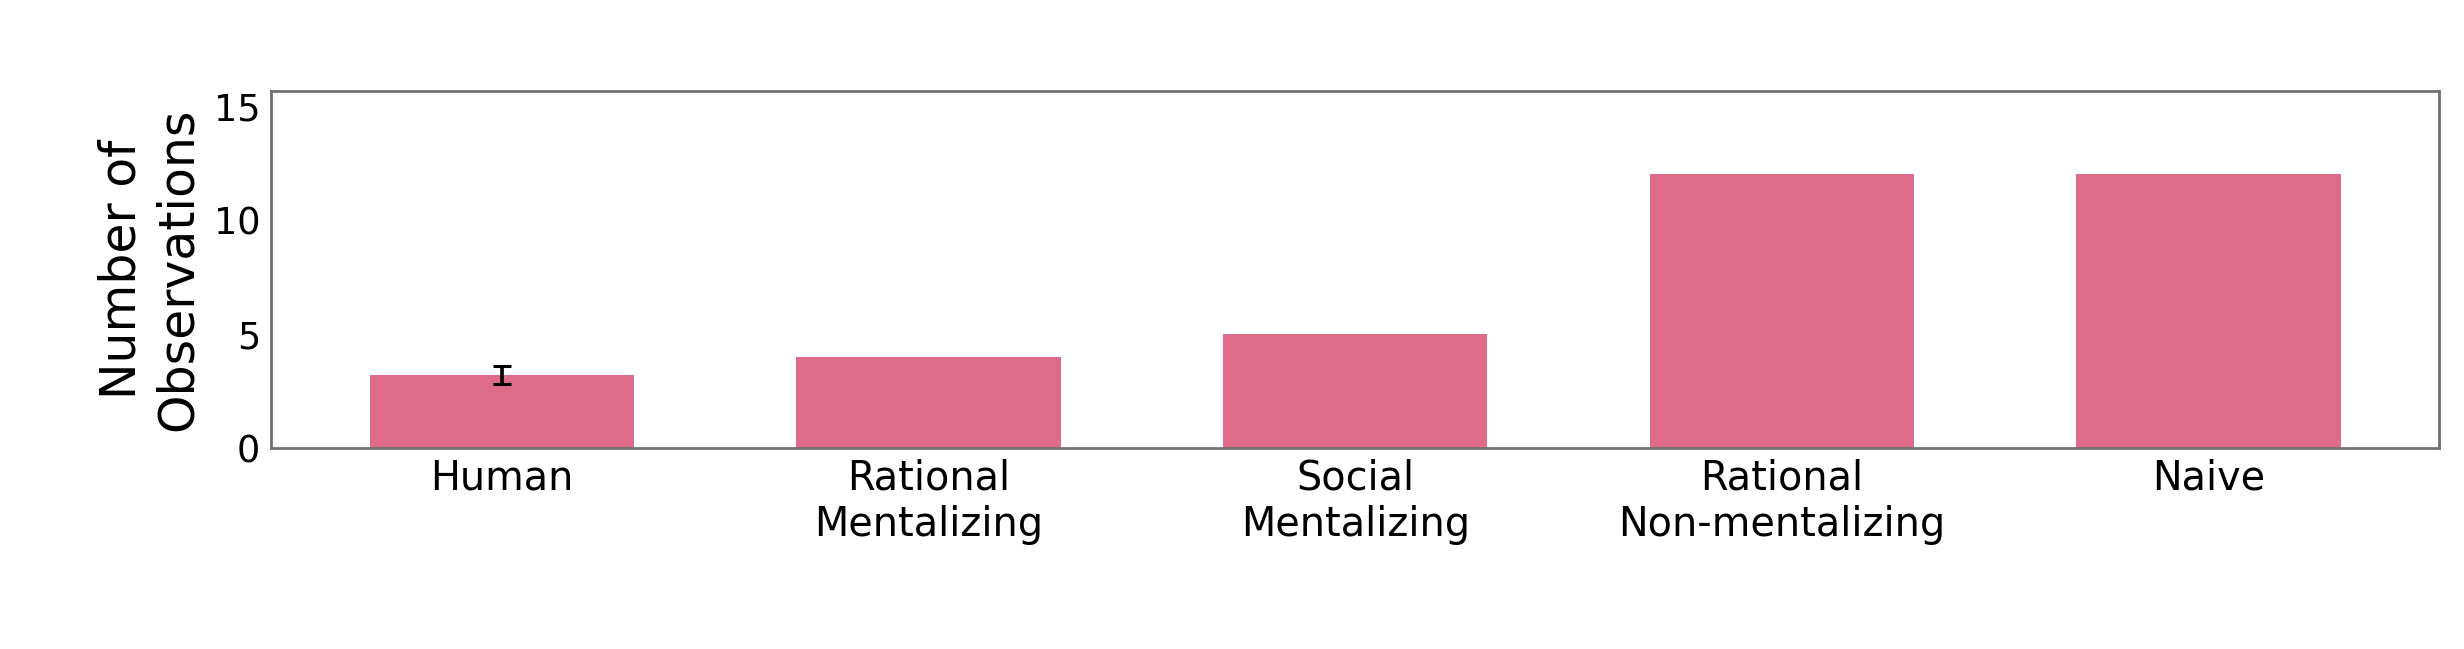 Number of
Observations
15
10
5
0
Human
Rational
Mentalizing
Social
Mentalizing
Rational
Non-mentalizing
Naive